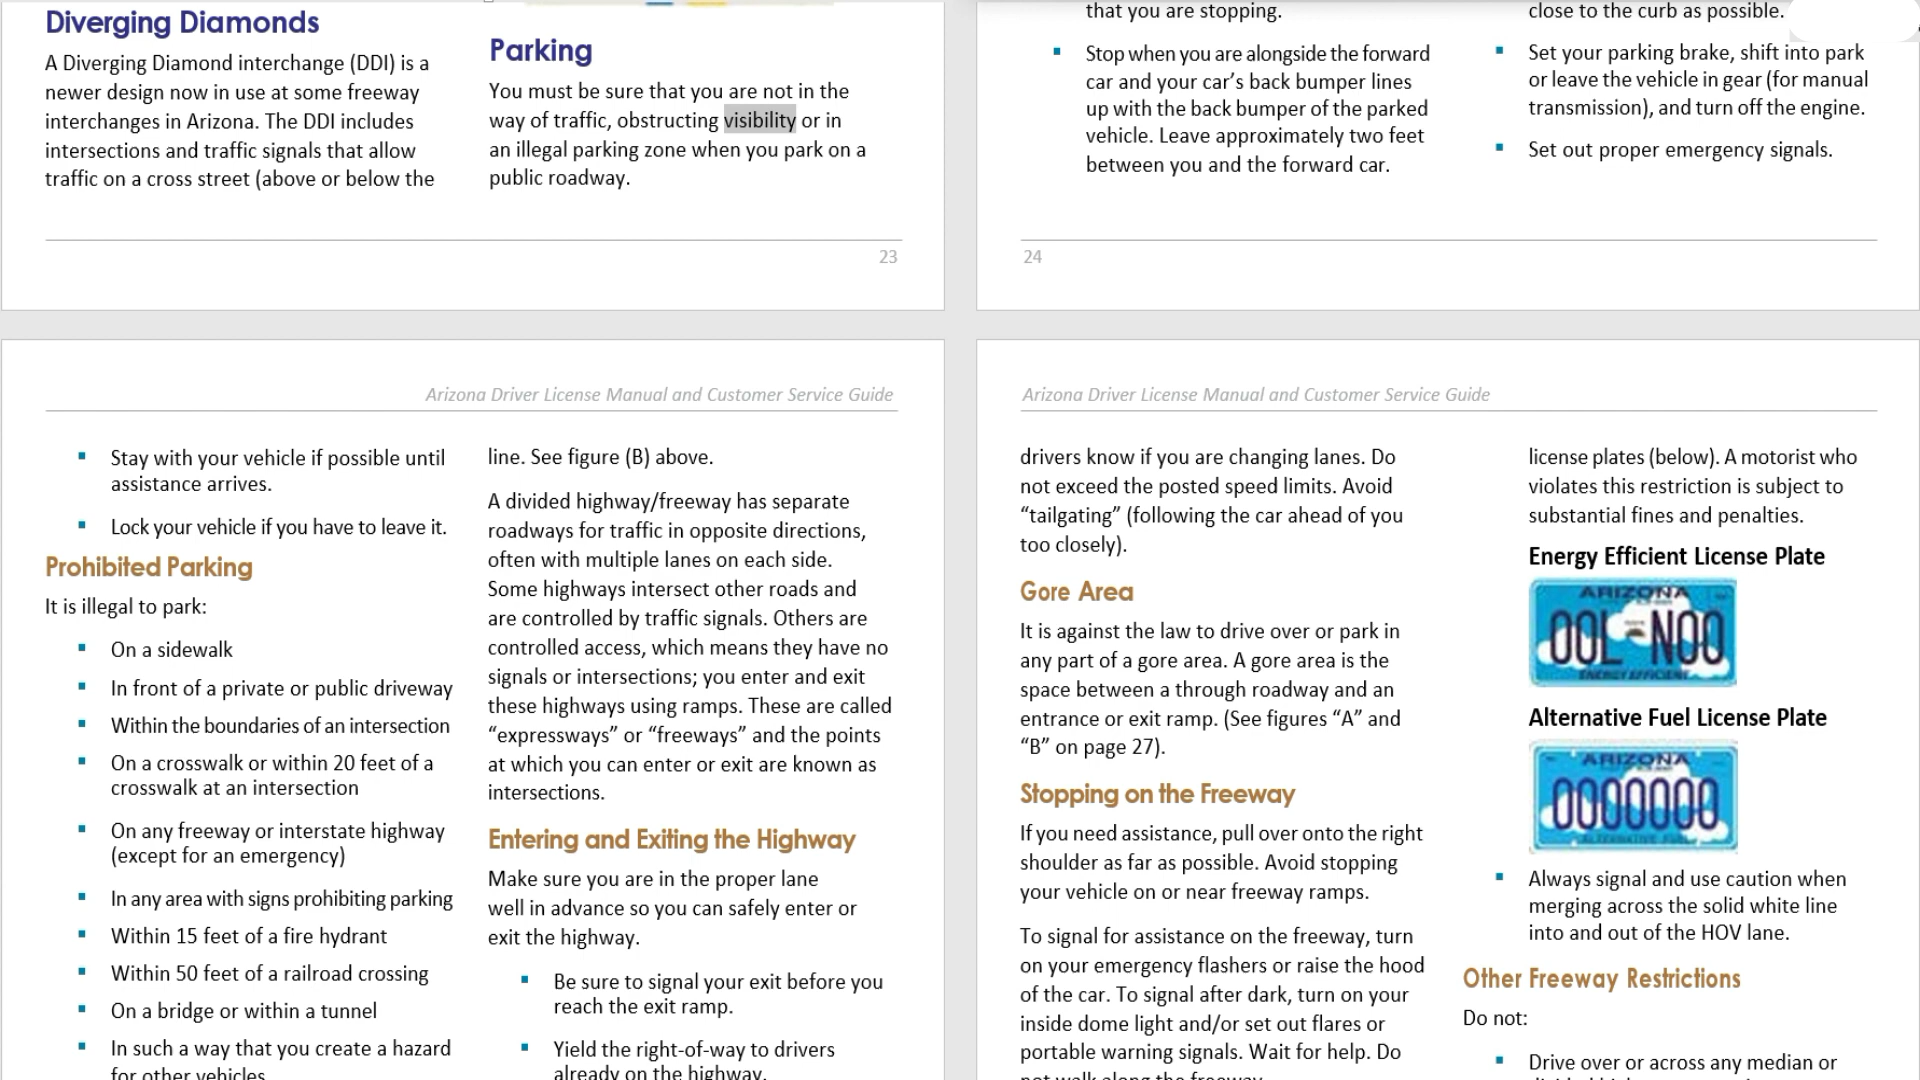 Diverging Diamonds
A Diverging Diamond interchange (DDI) is a
newer design now in use at some freeway
interchanges in Arizona. The DDI includes
intersections and traffic signals that allow
traffic on a cross street (above or below the
Parking
You must be sure that you are not in the
way of traffic, obstructing visibility or in
an illegal parking zone when you park on a
public roadway.
23
that you are stopping.
▪ Stop when you are alongside the forward
car and your car’s back bumper lines
up with the back bumper of the parked
vehicle. Leave approximately two feet
between you and the forward car.
close to the curb as possible.
▪ Set your parking brake, shift into park
or leave the vehicle in gear (for manual
transmission), and turn off the engine.
▪ Set out proper emergency signals.
24
Arizona Driver License Manual and Customer Service Guide
▪ Stay with your vehicle if possible until
assistance arrives.
▪ Lock your vehicle if you have to leave it.
Prohibited Parking
It is illegal to park:
▪ On a sidewalk
▪ In front of a private or public driveway
▪ Within the boundaries of an intersection
▪ On a crosswalk or within 20 feet of a
crosswalk at an intersection
▪ On any freeway or interstate highway
(except for an emergency)
▪ In any area with signs prohibiting parking
▪ Within 15 feet of a fire hydrant
▪ Within 50 feet of a railroad crossing
▪ On a bridge or within a tunnel
▪ In such a way that you create a hazard
for other vehicles
line. See figure (B) above.
A divided highway/freeway has separate
roadways for traffic in opposite directions,
often with multiple lanes on each side.
Some highways intersect other roads and
are controlled by traffic signals. Others are
controlled access, which means they have no
signals or intersections; you enter and exit
these highways using ramps. These are called
“expressways” or “freeways” and the points
at which you can enter or exit are known as
intersections.
Entering and Exiting the Highway
Make sure you are in the proper lane
well in advance so you can safely enter or
exit the highway.
▪ Be sure to signal your exit before you
reach the exit ramp.
▪ Yield the right-of-way to drivers
already on the highway.
Arizona Driver License Manual and Customer Service Guide
drivers know if you are changing lanes. Do
not exceed the posted speed limits. Avoid
“tailgating” (following the car ahead of you
too closely).
Gore Area
It is against the law to drive over or park in
any part of a gore area. A gore area is the
space between a through roadway and an
entrance or exit ramp. (See figures “A” and
“B” on page 27).
Stopping on the Freeway
If you need assistance, pull over onto the right
shoulder as far as possible. Avoid stopping
your vehicle on or near freeway ramps.
To signal for assistance on the freeway, turn
on your emergency flashers or raise the hood
of the car. To signal after dark, turn on your
inside dome light and/or set out flares or
portable warning signals. Wait for help. Do
not walk along the freeway.
license plates (below). A motorist who
violates this restriction is subject to
substantial fines and penalties.
Energy Efficient License Plate
ARIZONA
OOL NOO
ENERGY EFFICIENT
Alternative Fuel License Plate
ARIZONA
0000000
ALTERNATIVE FUEL
▪ Always signal and use caution when
merging across the solid white line
into and out of the HOV lane.
Other Freeway Restrictions
Do not:
▪ Drive over or across any median or